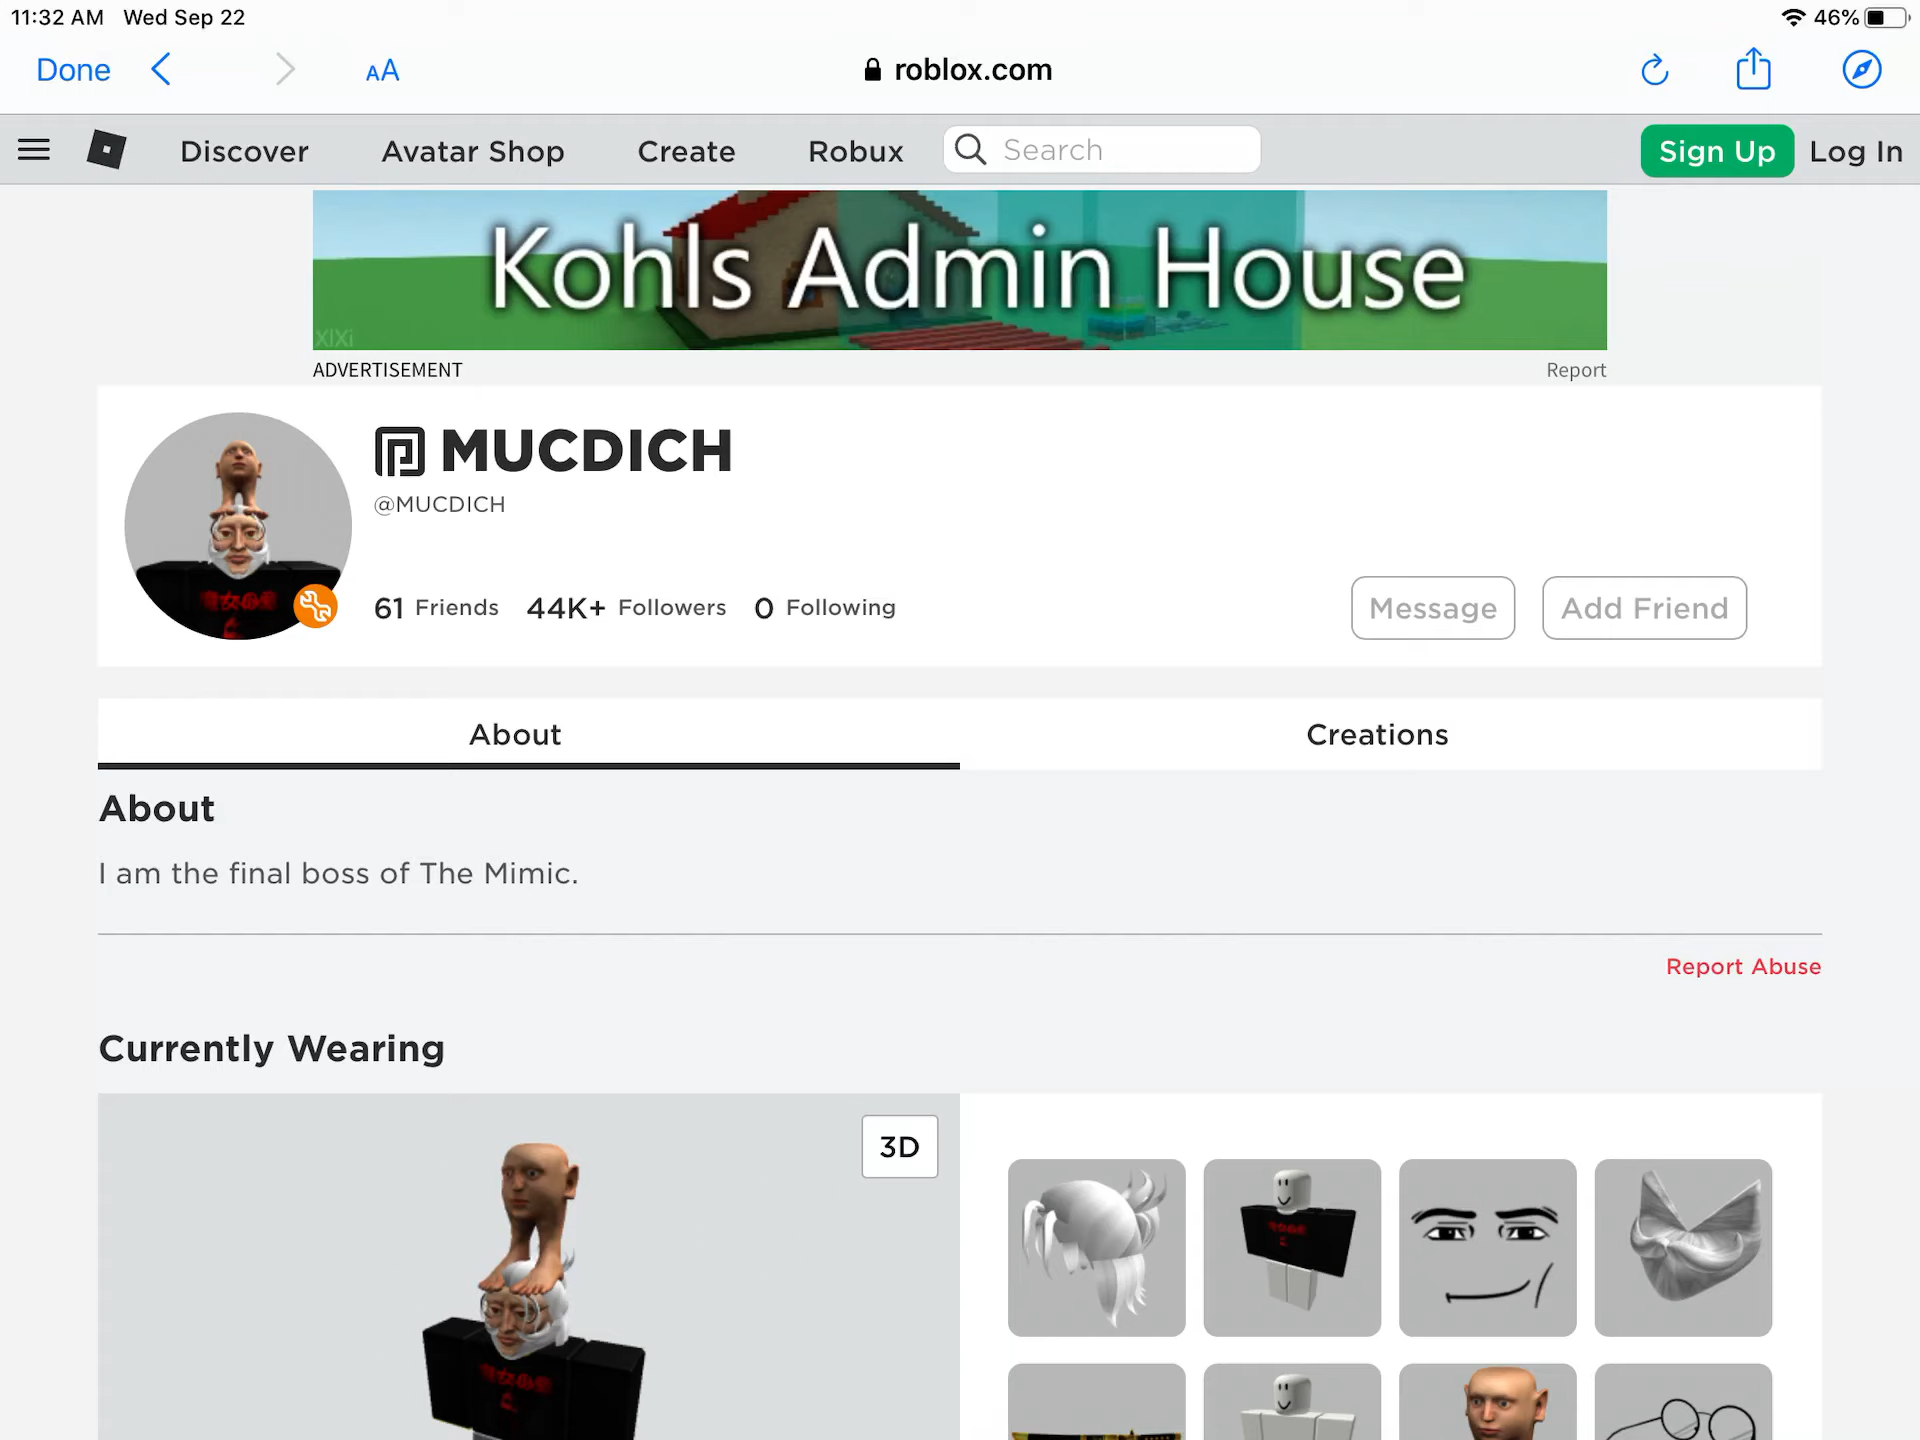 11:32 AM Wed Sep 22 46%
Done AA roblox.com
Discover Avatar Shop Create Robux Search Sign Up Log In
Kohls Admin House
XlXi
ADVERTISEMENT Report
MUCDICH
@MUCDICH
61 Friends 44K+ Followers 0 Following Message Add Friend
About Creations
About
I am the final boss of The Mimic.
Report Abuse
Currently Wearing
3D